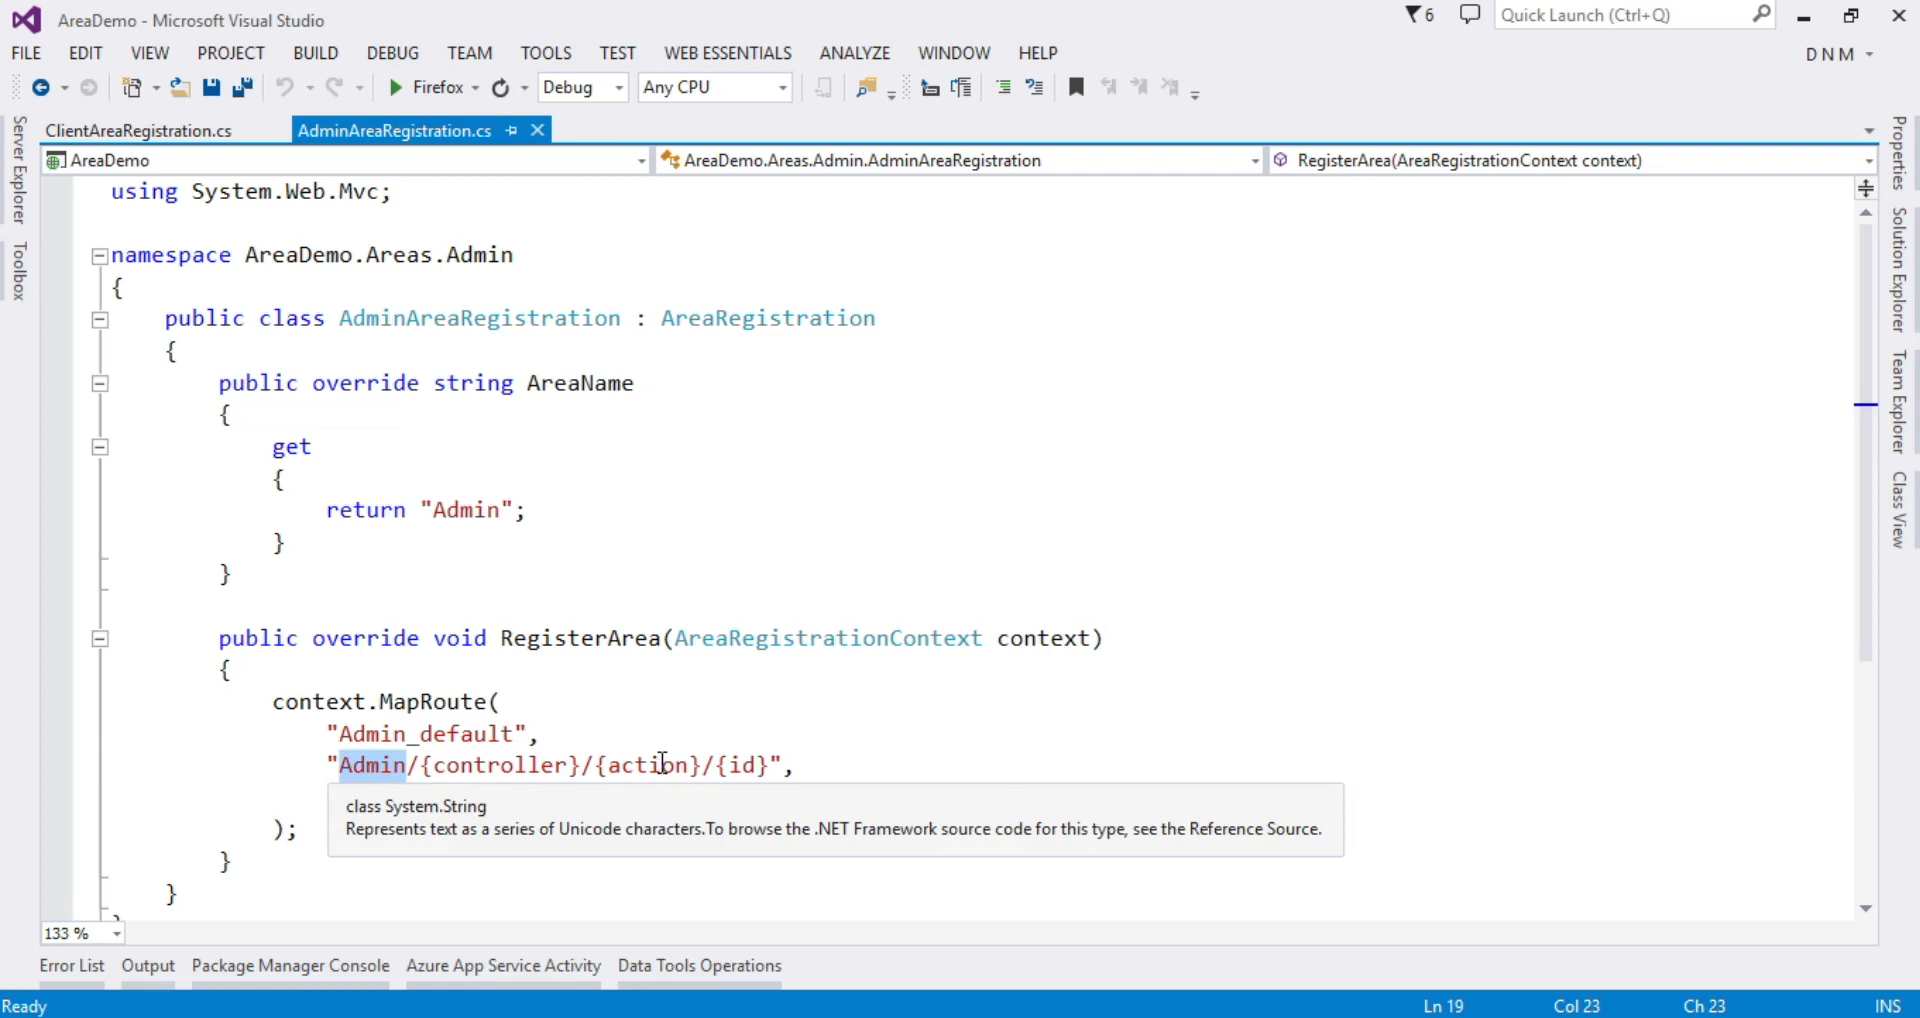 AreaDemo - Microsoft Visual Studio
6
Quick Launch (Ctrl+Q)
FILE EDIT VIEW PROJECT BUILD DEBUG TEAM TOOLS TEST WEB ESSENTIALS ANALYZE WINDOW HELP
D N M
Firefox Debug Any CPU
ClientAreaRegistration.cs AdminAreaRegistration.cs
AreaDemo AreaDemo.Areas.Admin.AdminAreaRegistration RegisterArea(AreaRegistrationContext context)
Server Explorer
Toolbox
using System.Web.Mvc;
namespace AreaDemo.Areas.Admin
{
public class AdminAreaRegistration : AreaRegistration
{
public override string AreaName
{
get
{
return "Admin";
}
}
public override void RegisterArea(AreaRegistrationContext context)
{
context.MapRoute(
"Admin_default",
"Admin/{controller}/{action}/{id}",
class System.String
Represents text as a series of Unicode characters.To browse the .NET Framework source code for this type, see the Reference Source.
);
}
}
Properties
Solution Explorer
Team Explorer
Class View
133 %
Error List Output Package Manager Console Azure App Service Activity Data Tools Operations
Ready Ln 19 Col 23 Ch 23 INS